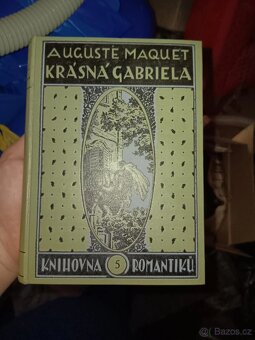 AUGUSTE MAQUET
KRÁSNÁ GABRIELA
KNIHOVNA 5 ROMANTIKŮ
Bazos.cz